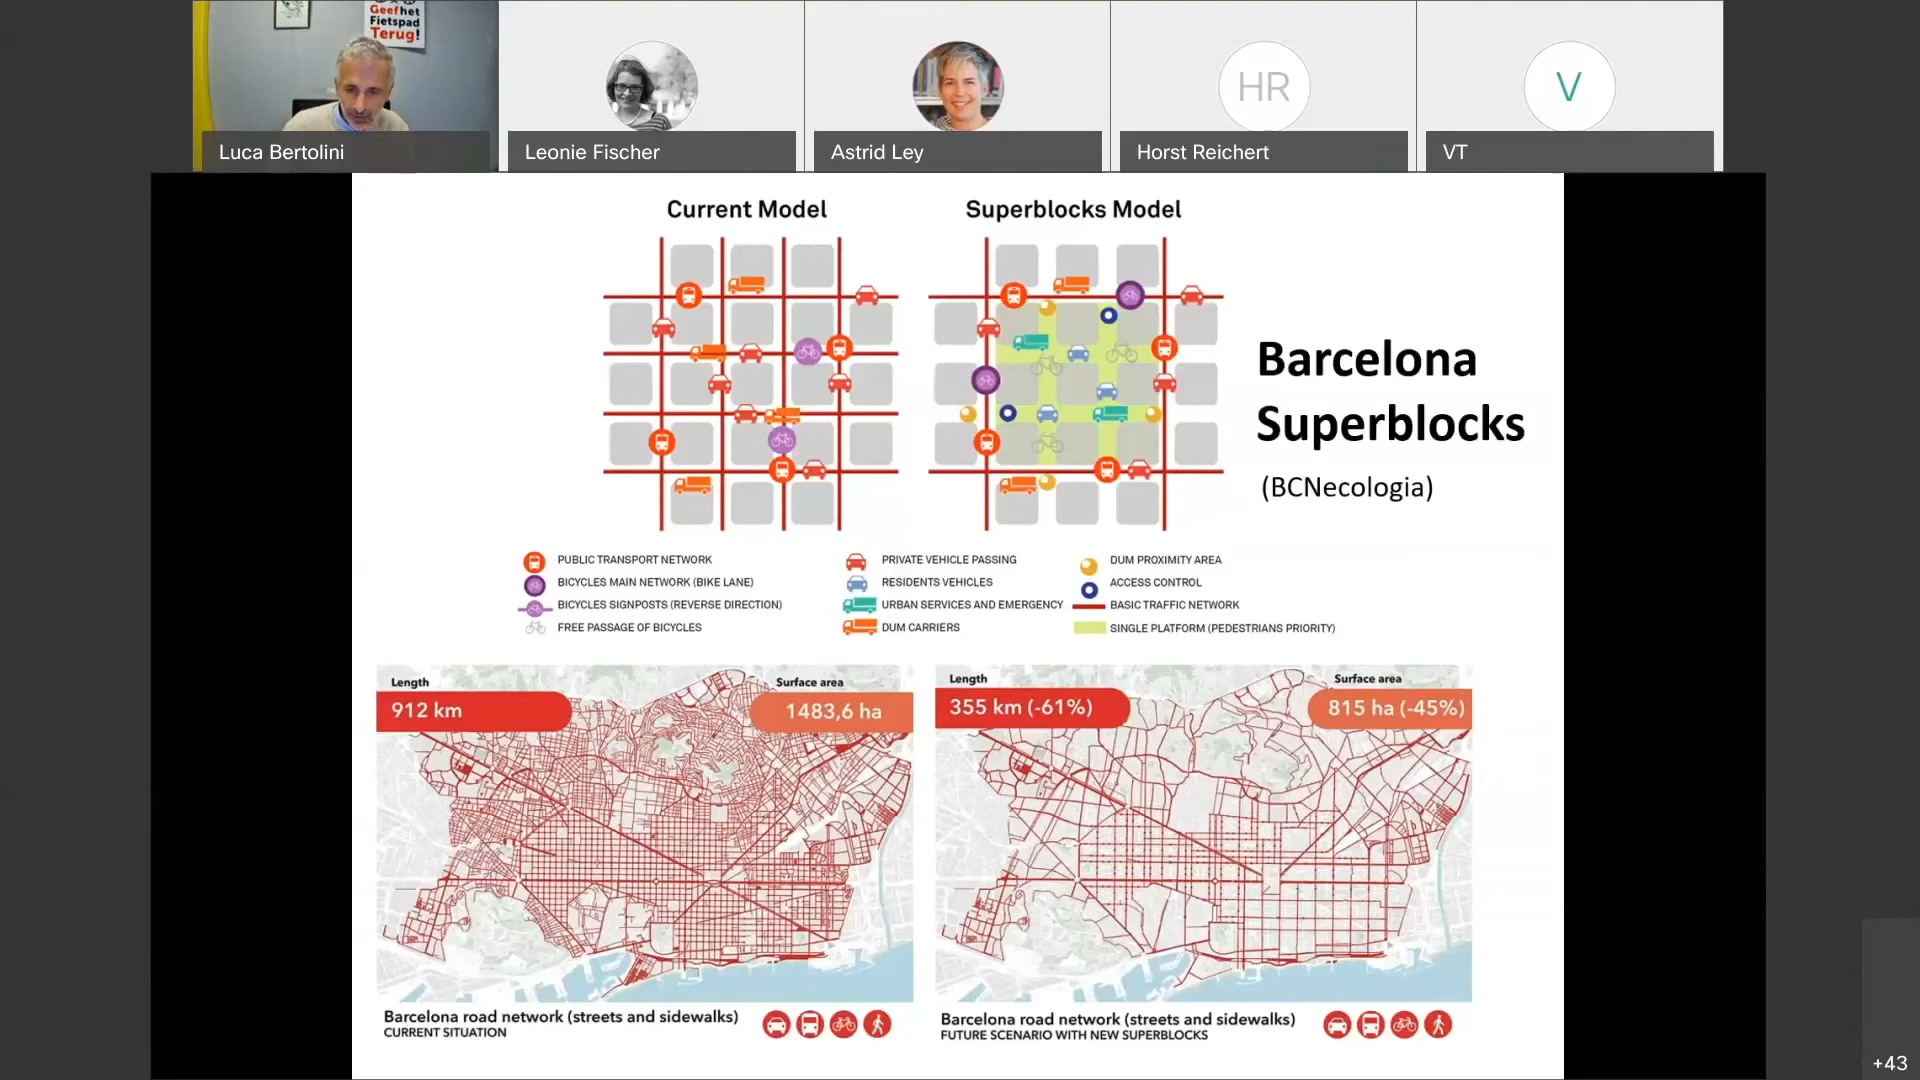 Geef het
Fietspad
Terug!
HR
V
Luca Bertolini
Leonie Fischer
Astrid Ley
Horst Reichert
VT
Current Model
Superblocks Model
Barcelona
Superblocks
(BCNecologia)
PUBLIC TRANSPORT NETWORK
BICYCLES MAIN NETWORK (BIKE LANE)
BICYCLES SIGNPOSTS (REVERSE DIRECTION)
FREE PASSAGE OF BICYCLES
PRIVATE VEHICLE PASSING
RESIDENTS VEHICLES
URBAN SERVICES AND EMERGENCY
DUM CARRIERS
DUM PROXIMITY AREA
ACCESS CONTROL
BASIC TRAFFIC NETWORK
SINGLE PLATFORM (PEDESTRIANS PRIORITY)
Length
912 km
Surface area
1483,6 ha
Length
355 km (-61%)
Surface area
815 ha (-45%)
Barcelona road network (streets and sidewalks)
CURRENT SITUATION
Barcelona road network (streets and sidewalks)
FUTURE SCENARIO WITH NEW SUPERBLOCKS
+43